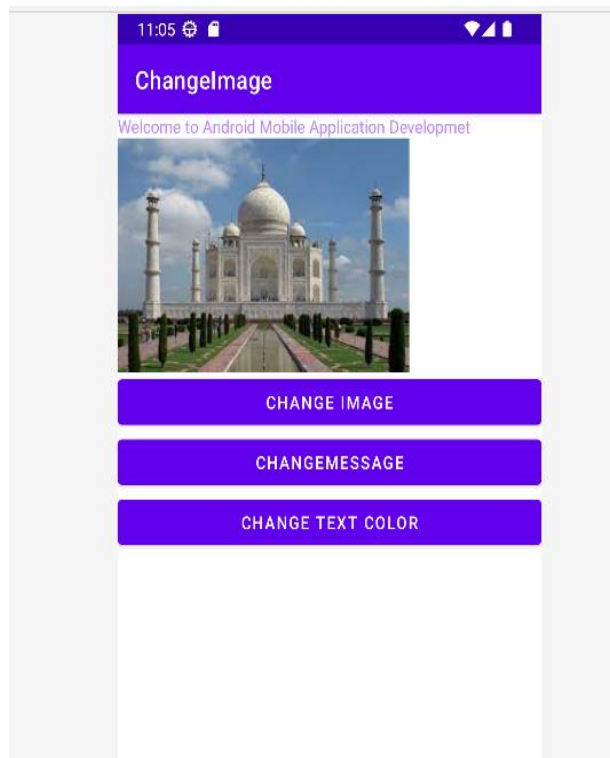 11:05
ChangeImage
Welcome to Android Mobile Application Developmet
CHANGE IMAGE
CHANGEMESSAGE
CHANGE TEXT COLOR